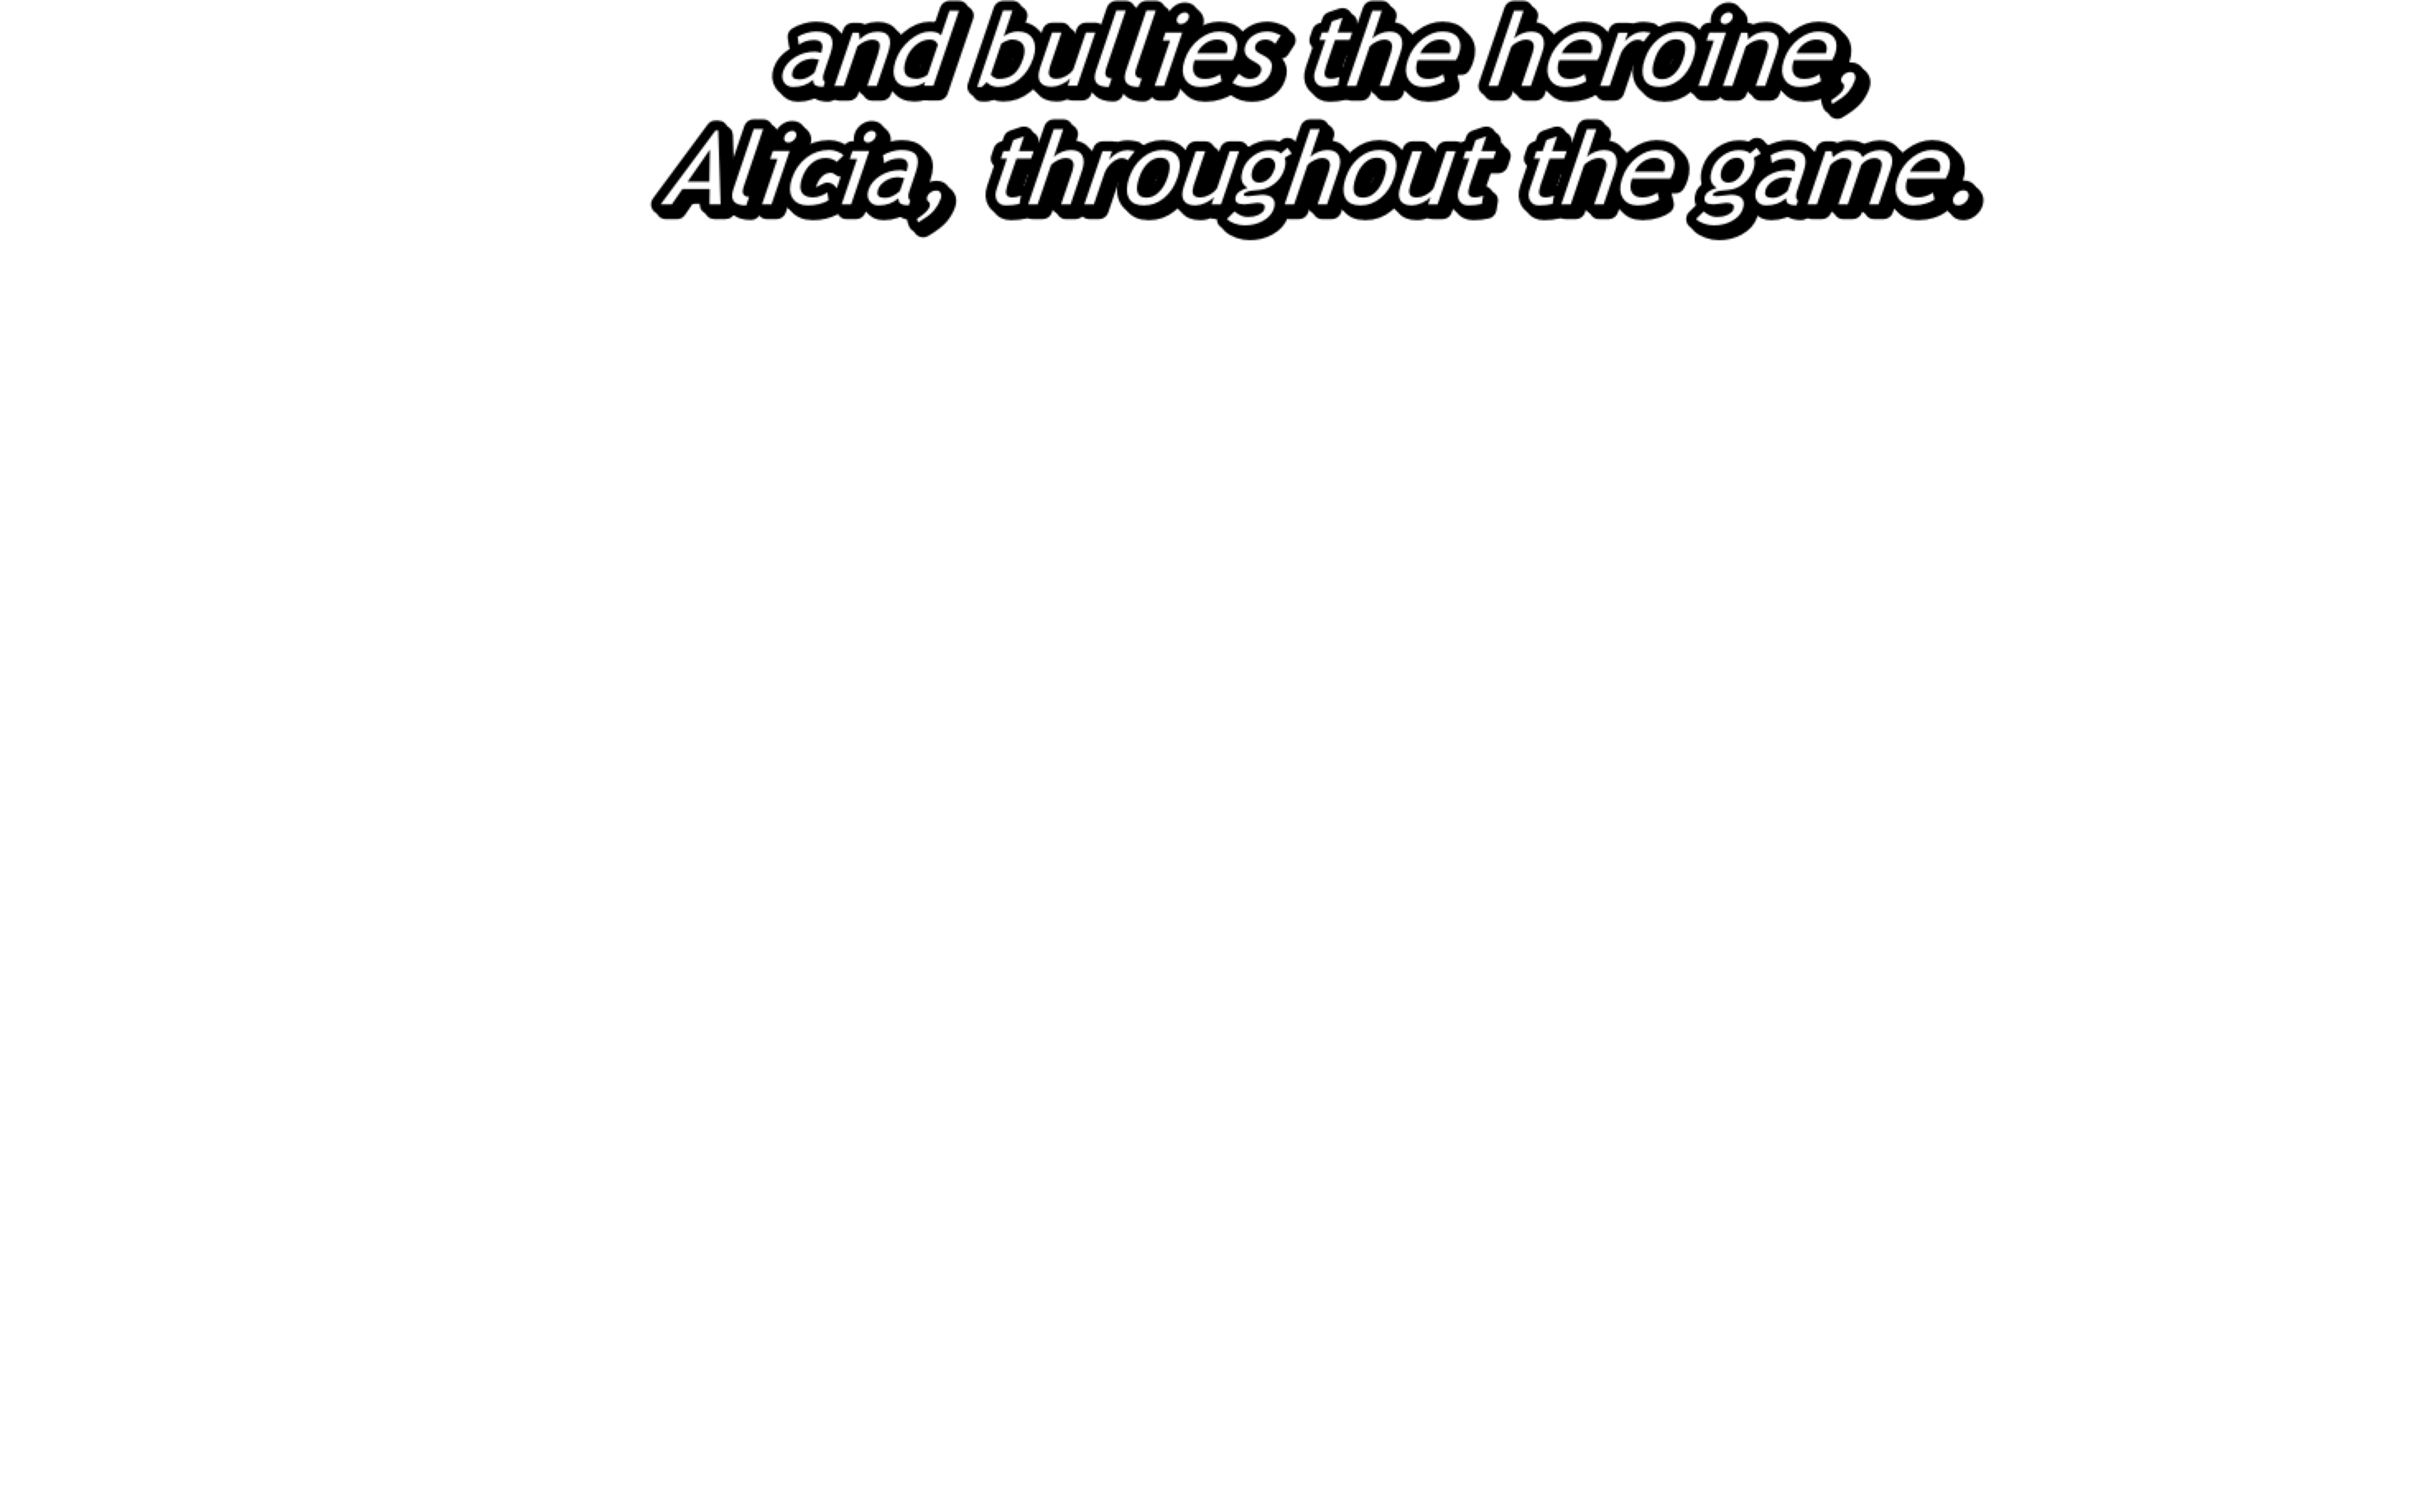 and bullies the heroine,
Alicia, throughout the game.